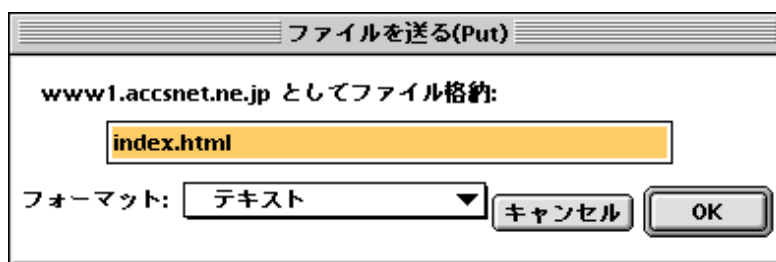 ファイルを送る(Put)
www1.accsnet.ne.jp としてファイル格納:
index.html
フォーマット: テキスト キャンセル OK